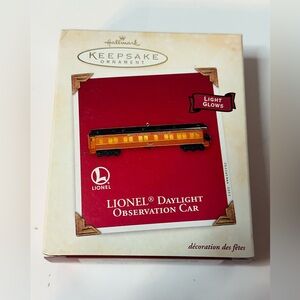 Hallmark
KEEPSAKE
ORNAMENT
LIGHT
GLOWS
LIONEL
LIONEL® DAYLIGHT
OBSERVATION CAR
décoration des fêtes